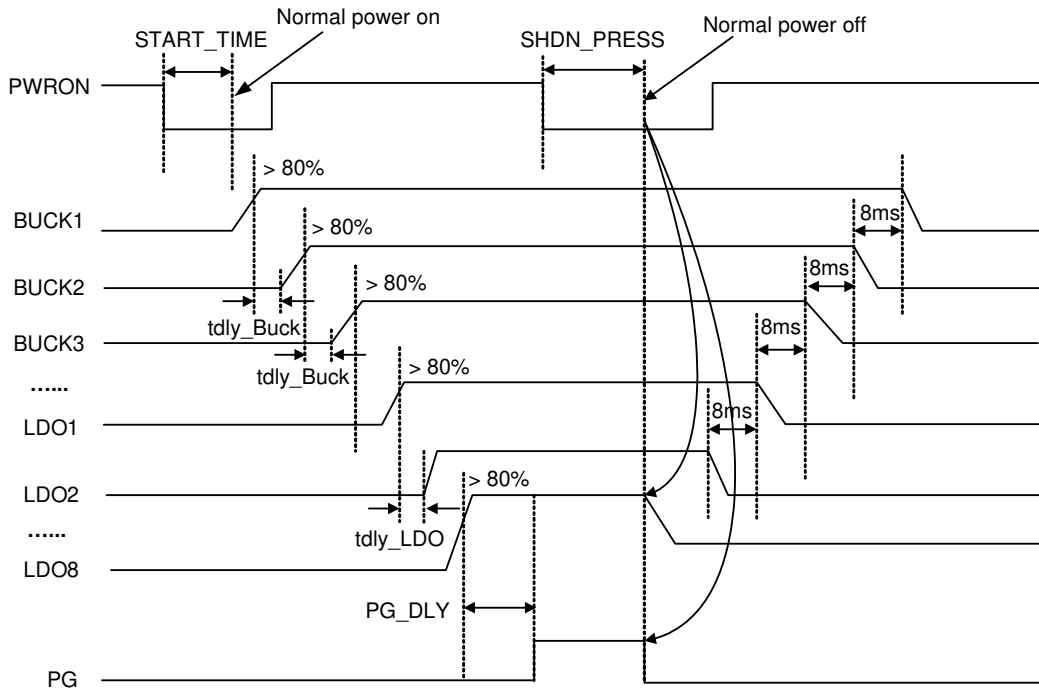 Normal power on
START_TIME
SHDN_PRESS
Normal power off
PWRON
> 80%
BUCK1
8ms
> 80%
BUCK2
8ms
tdly_Buck
> 80%
BUCK3
8ms
tdly_Buck
> 80%
…...
LDO1
8ms
LDO2
> 80%
…...
tdly_LDO
LDO8
PG_DLY
PG